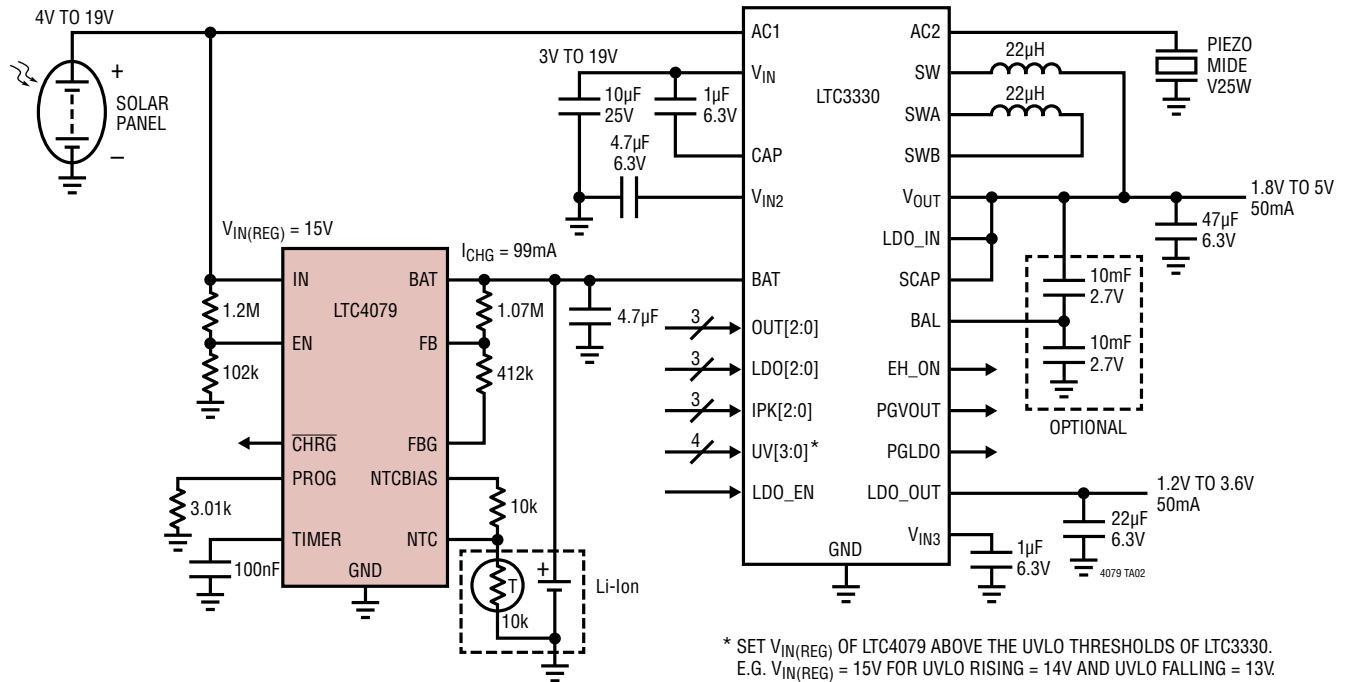 4V TO 19V
+
SOLAR
PANEL
–
3V TO 19V
10µF
25V
1µF
6.3V
4.7µF
6.3V
AC1
VIN
CAP
VIN2
BAT
OUT[2:0]
LDO[2:0]
IPK[2:0]
UV[3:0]*
LDO_EN
3
3
3
4
LTC3330
GND
AC2
SW
SWA
SWB
VOUT
LDO_IN
SCAP
BAL
EH_ON
PGVOUT
PGLDO
LDO_OUT
VIN3
22µH
22µH
PIEZO
MIDE
V25W
1.8V TO 5V
50mA
47µF
6.3V
10mF
2.7V
10mF
2.7V
OPTIONAL
1.2V TO 3.6V
50mA
22µF
6.3V
1µF
6.3V
4079 TA02
VIN(REG) = 15V
ICHG = 99mA
IN
EN
CHRG
PROG
TIMER
LTC4079
GND
BAT
FB
FBG
NTCBIAS
NTC
1.2M
102k
3.01k
100nF
1.07M
412k
4.7µF
10k
T
10k
+
Li-Ion
* SET VIN(REG) OF LTC4079 ABOVE THE UVLO THRESHOLDS OF LTC3330.
E.G. VIN(REG) = 15V FOR UVLO RISING = 14V AND UVLO FALLING = 13V.